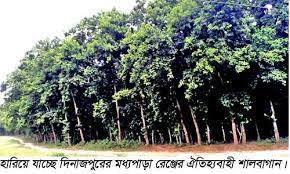 হারিয়ে যাচ্ছে দিনাজপুরের মধ্যপাড়া রেঞ্জের ঐতিহ্যবাহী শালবাগান।